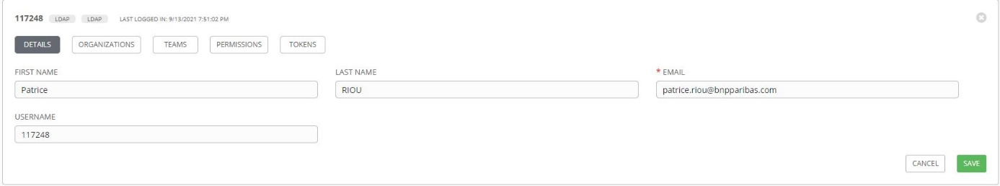 117248 LDAP LDAP LAST LOGGED IN: 9/13/2021 7:51:02 PM
DETAILS ORGANIZATIONS TEAMS PERMISSIONS TOKENS
FIRST NAME LAST NAME * EMAIL
Patrice RIOU patrice.riou@bnpparibas.com
USERNAME
117248
CANCEL SAVE